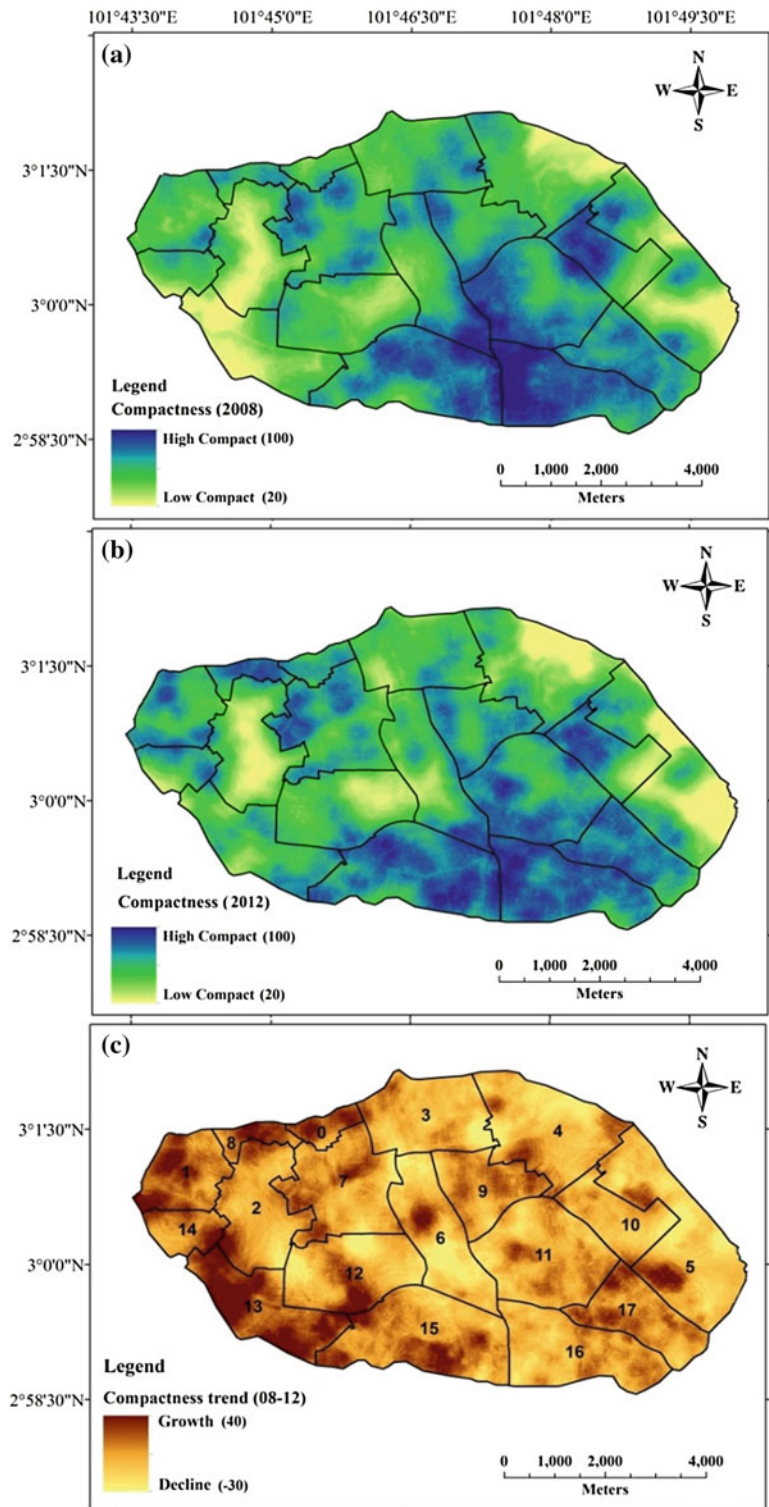 101°43'30"E 101°45'0"E 101°46'30"E 101°48'0"E 101°49'30"E
(a)
N
W E
S
3°1'30"N
3°0'0"N
2°58'30"N
Legend
Compactness (2008)
High Compact (100)
Low Compact (20)
0 1,000 2,000 4,000
Meters
(b)
N
W E
S
3°1'30"N
3°0'0"N
2°58'30"N
Legend
Compactness (2012)
High Compact (100)
Low Compact (20)
0 1,000 2,000 4,000
Meters
(c)
N
W E
S
3°1'30"N
3°0'0"N
2°58'30"N
3
4
8
0
1
7
2
9
10
14
6
11
5
12
13
17
15
16
Legend
Compactness trend (08-12)
Growth (40)
Decline (-30)
0 1,000 2,000 4,000
Meters